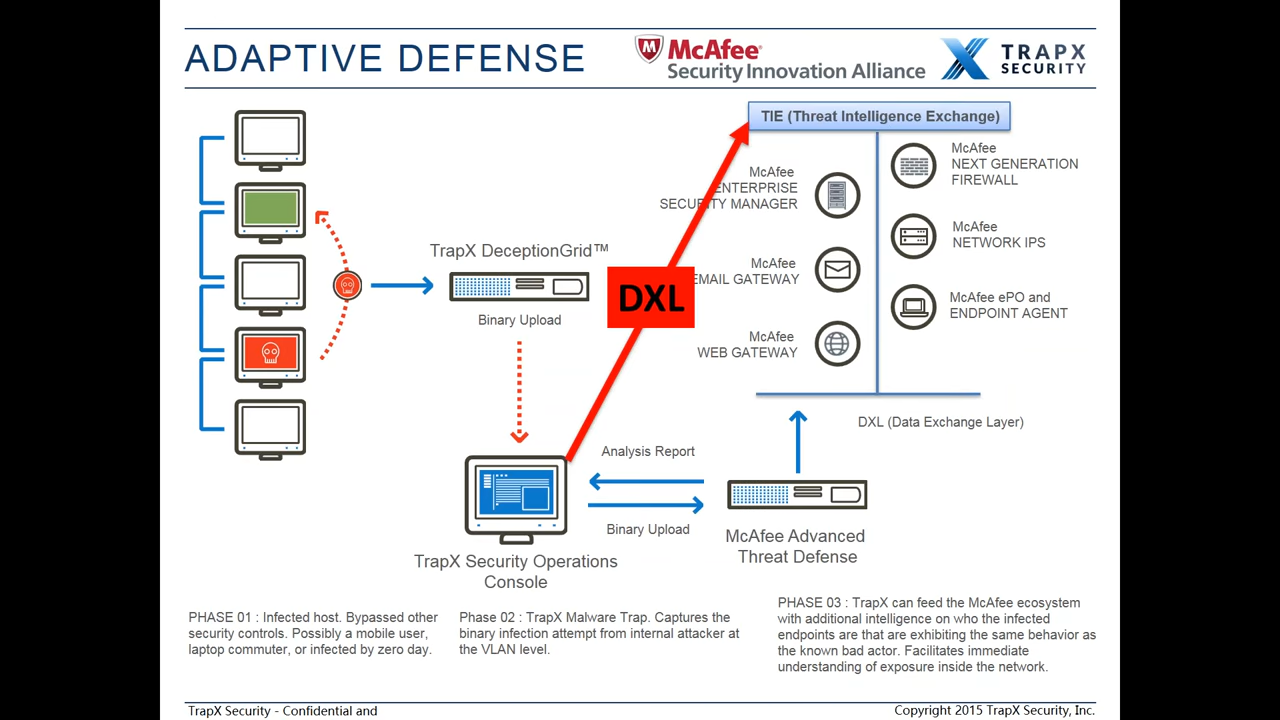 ADAPTIVE DEFENSE
McAfee
Security Innovation Alliance
TRAPX
SECURITY
TIE (Threat Intelligence Exchange)
McAfee
ENTERPRISE
SECURITY MANAGER
McAfee
EMAIL GATEWAY
McAfee
WEB GATEWAY
McAfee
NEXT GENERATION
FIREWALL
McAfee
NETWORK IPS
McAfee ePO and
ENDPOINT AGENT
DXL (Data Exchange Layer)
TrapX DeceptionGrid™
Binary Upload
DXL
Analysis Report
Binary Upload
TrapX Security Operations
Console
McAfee Advanced
Threat Defense
PHASE 01 : Infected host. Bypassed other
security controls. Possibly a mobile user,
laptop commuter, or infected by zero day.
Phase 02 : TrapX Malware Trap. Captures the
binary infection attempt from internal attacker at
the VLAN level.
PHASE 03 : TrapX can feed the McAfee ecosystem
with additional intelligence on who the infected
endpoints are that are exhibiting the same behavior as
the known bad actor. Facilitates immediate
understanding of exposure inside the network.
TrapX Security - Confidential and
Copyright 2015 TrapX Security, Inc.